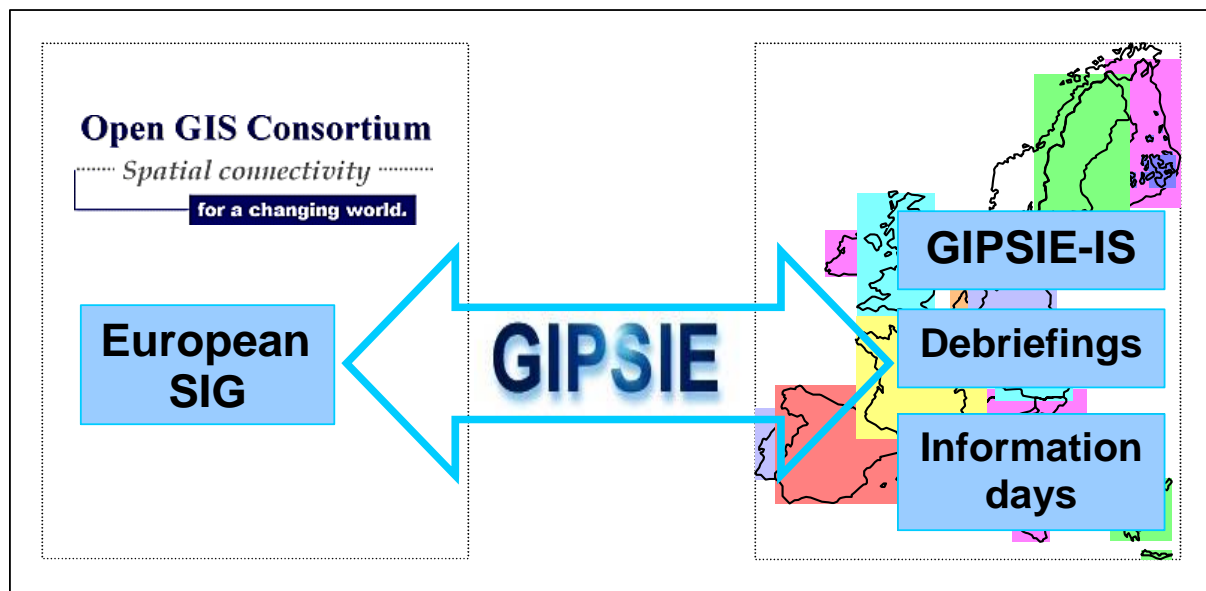 Open GIS Consortium
Spatial connectivity
for a changing world.
European
SIG
GIPSIE
GIPSIE-IS
Debriefings
Information
days